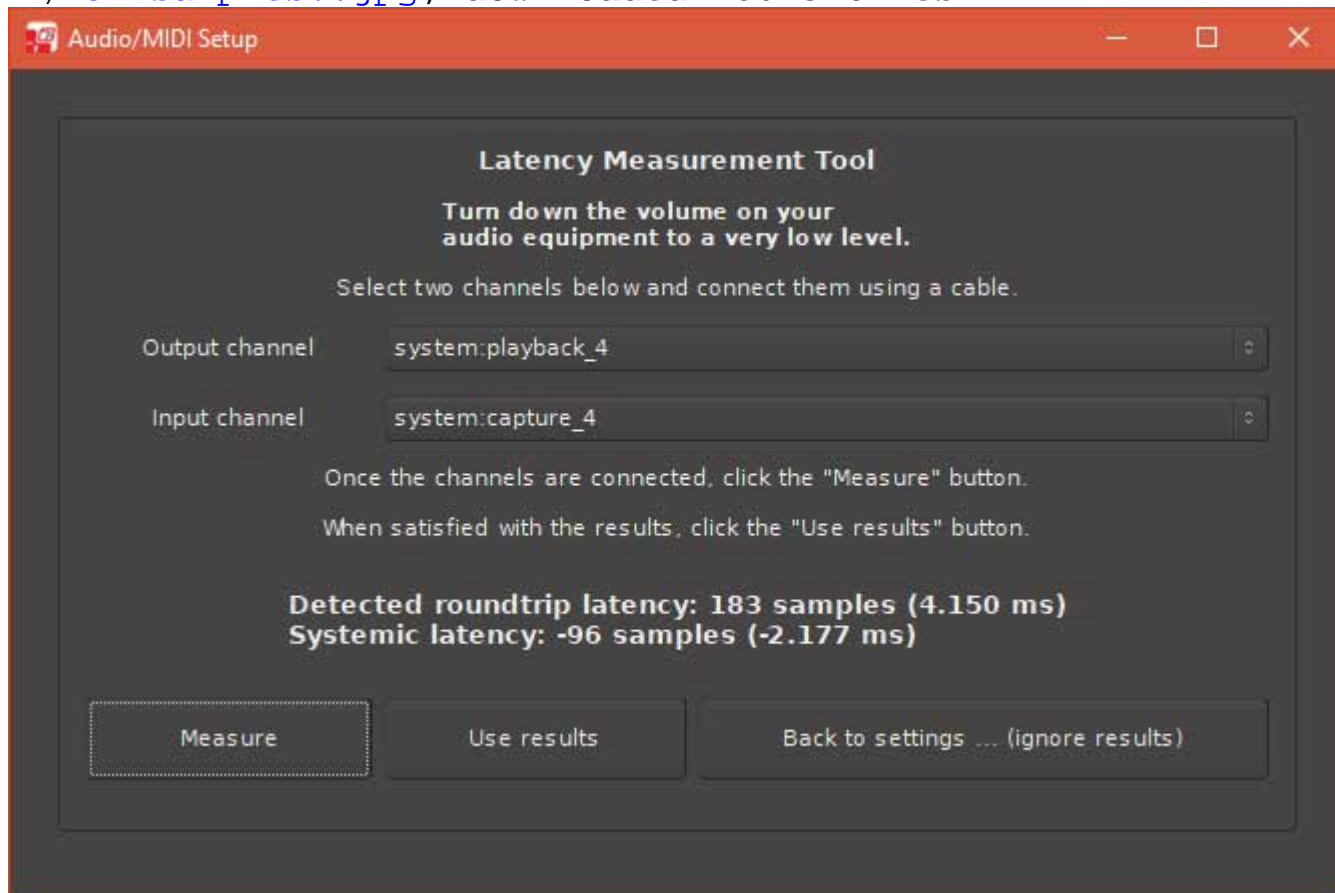 Audio/MIDI Setup
Latency Measurement Tool
Turn down the volume on your
audio equipment to a very low level.
Select two channels below and connect them using a cable.
Output channel system:playback_4
Input channel system:capture_4
Once the channels are connected, click the "Measure" button.
When satisfied with the results, click the "Use results" button.
Detected roundtrip latency: 183 samples (4.150 ms)
Systemic latency: -96 samples (-2.177 ms)
Measure Use results Back to settings ... (ignore results)